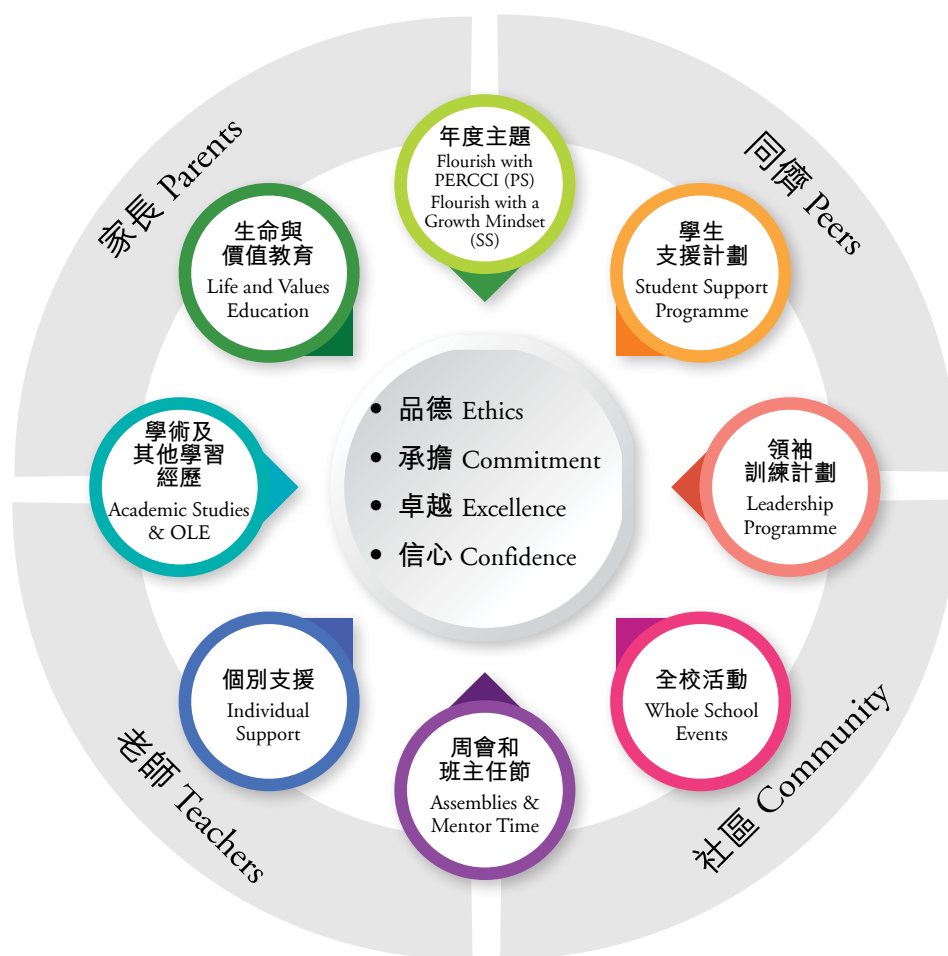 家長 Parents
同儕 Peers
年度主題
Flourish with
PERCCI (PS)
Flourish with a
Growth Mindset
(SS)
生命與
價值教育
Life and Values
Education
學生
支援計劃
Student Support
Programme
學術及
其他學習
經歷
Academic Studies
& OLE
• 品德 Ethics
• 承擔 Commitment
• 卓越 Excellence
• 信心 Confidence
領袖
訓練計劃
Leadership
Programme
個別支援
Individual
Support
周會和
班主任節
Assemblies &
Mentor Time
全校活動
Whole School
Events
老師 Teachers
社區 Community